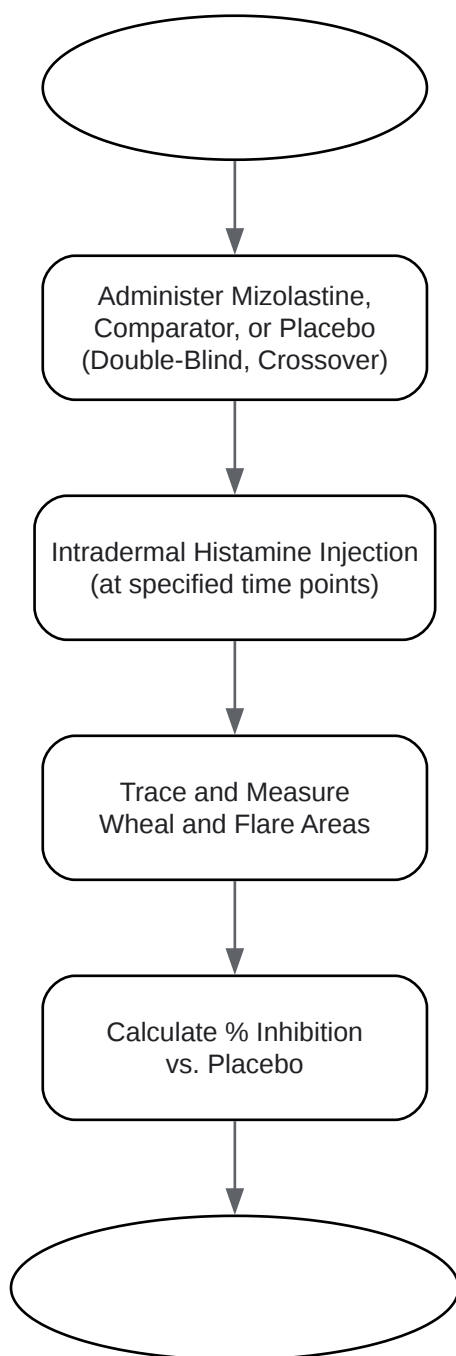 Administer Mizolastine,
Comparator, or Placebo
(Double-Blind, Crossover)
Intradermal Histamine Injection
(at specified time points)
Trace and Measure
Wheal and Flare Areas
Calculate % Inhibition
vs. Placebo